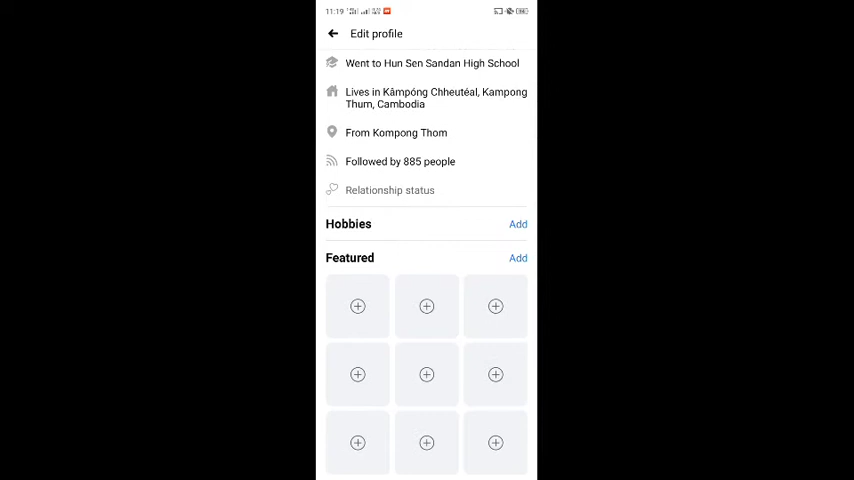 11:19
Edit profile
Went to Hun Sen Sandan High School
Lives in Kâmpóng Chheutéal, Kampong
Thum, Cambodia
From Kompong Thom
Followed by 885 people
Relationship status
Hobbies Add
Featured Add